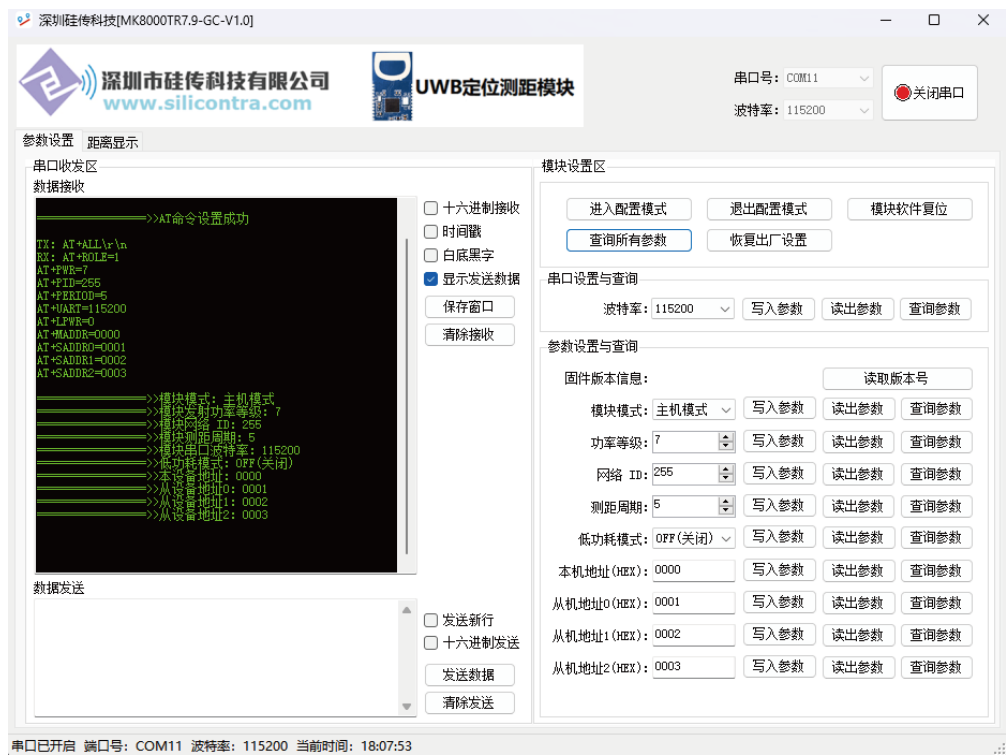 深圳硅传科技[MK8000TR7.9-GC-V1.0]
深圳市硅传科技有限公司
www.silicontra.com
UWB定位测距模块
串口号: COM11
波特率: 115200
关闭串口
参数设置 距离显示
串口收发区
数据接收
>>AT命令设置成功
TX: AT+ALL\r\n
RX: AT+ROLE=1
AT+PWR=7
AT+PID=255
AT+PERIOD=5
AT+UART=115200
AT+LPWR=0
AT+MADDR=0000
AT+SADDR0=0001
AT+SADDR1=0002
AT+SADDR2=0003
>>模块模式: 主机模式
>>模块发射功率等级: 7
>>模块网络 ID: 255
>>模块测距周期: 5
>>模块串口波特率: 115200
>>低功耗模式: OFF(关闭)
>>本设备地址: 0000
>>从设备地址0: 0001
>>从设备地址1: 0002
>>从设备地址2: 0003
十六进制接收
时间戳
白底黑字
显示发送数据
保存窗口
清除接收
数据发送
发送新行
十六进制发送
发送数据
清除发送
模块设置区
进入配置模式 退出配置模式 模块软件复位
查询所有参数 恢复出厂设置
串口设置与查询
波特率: 115200 写入参数 读出参数 查询参数
参数设置与查询
固件版本信息: 读取版本号
模块模式: 主机模式 写入参数 读出参数 查询参数
功率等级: 7 写入参数 读出参数 查询参数
网络 ID: 255 写入参数 读出参数 查询参数
测距周期: 5 写入参数 读出参数 查询参数
低功耗模式: OFF(关闭) 写入参数 读出参数 查询参数
本机地址(HEX): 0000 写入参数 读出参数 查询参数
从机地址0(HEX): 0001 写入参数 读出参数 查询参数
从机地址1(HEX): 0002 写入参数 读出参数 查询参数
从机地址2(HEX): 0003 写入参数 读出参数 查询参数
串口已开启 端口号: COM11 波特率: 115200 当前时间: 18:07:53